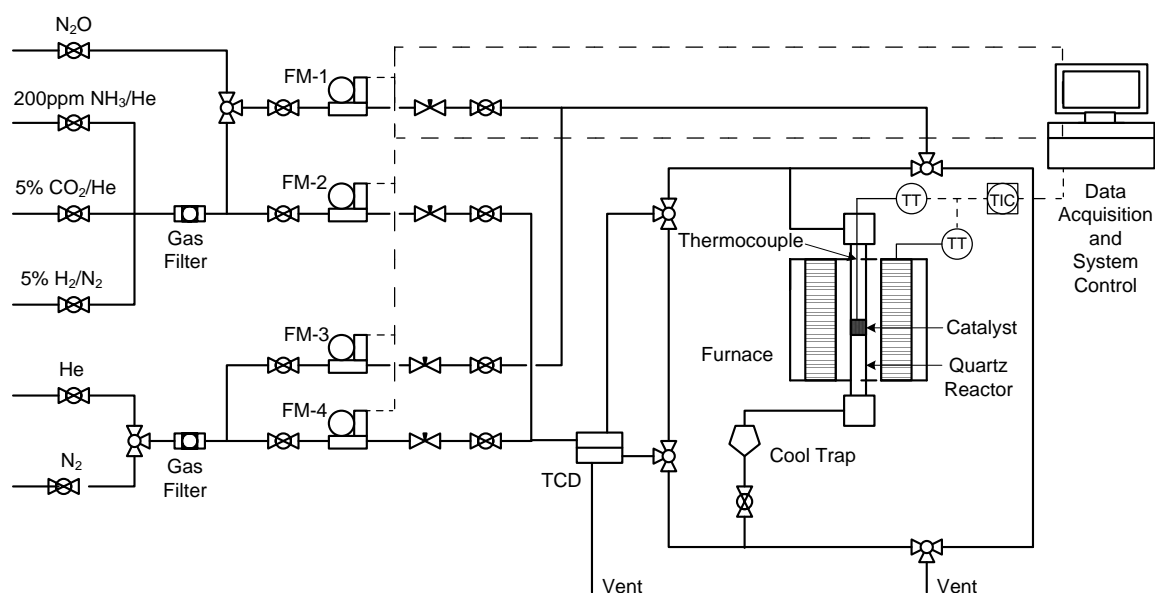 N₂O
FM-1
200ppm NH₃/He
FM-2
5% CO₂/He
Gas
Filter
5% H₂/N₂
FM-3
He
FM-4
N₂
Gas
Filter
TCD
Vent
TT
TIC
TT
Thermocouple
Furnace
Catalyst
Quartz
Reactor
Cool Trap
Vent
Data
Acquisition
and
System
Control